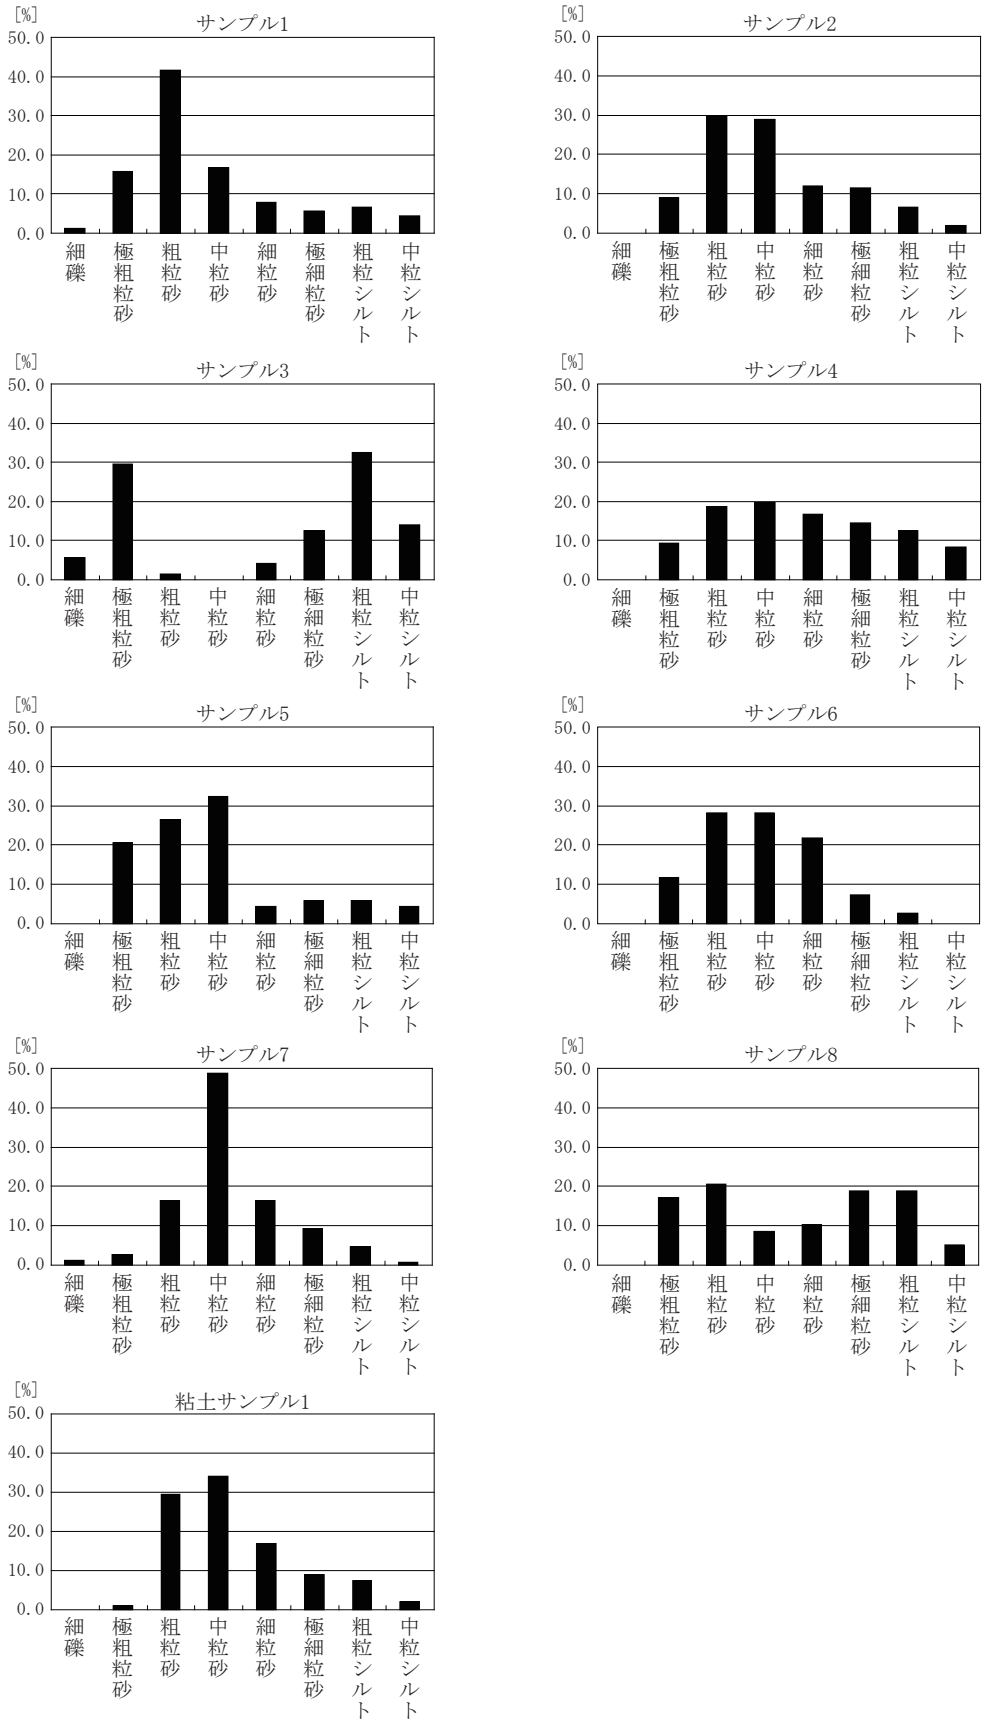 [%]
サンプル1
50.0
40.0
30.0
20.0
10.0
0.0
細礫
極粗粒砂
粗粒砂
中粒砂
細粒砂
極細粒砂
粗粒シルト
中粒シルト
[%]
サンプル2
50.0
40.0
30.0
20.0
10.0
0.0
細礫
極粗粒砂
粗粒砂
中粒砂
細粒砂
極細粒砂
粗粒シルト
中粒シルト
[%]
サンプル3
50.0
40.0
30.0
20.0
10.0
0.0
細礫
極粗粒砂
粗粒砂
中粒砂
細粒砂
極細粒砂
粗粒シルト
中粒シルト
[%]
サンプル4
50.0
40.0
30.0
20.0
10.0
0.0
細礫
極粗粒砂
粗粒砂
中粒砂
細粒砂
極細粒砂
粗粒シルト
中粒シルト
[%]
サンプル5
50.0
40.0
30.0
20.0
10.0
0.0
細礫
極粗粒砂
粗粒砂
中粒砂
細粒砂
極細粒砂
粗粒シルト
中粒シルト
[%]
サンプル6
50.0
40.0
30.0
20.0
10.0
0.0
細礫
極粗粒砂
粗粒砂
中粒砂
細粒砂
極細粒砂
粗粒シルト
中粒シルト
[%]
サンプル7
50.0
40.0
30.0
20.0
10.0
0.0
細礫
極粗粒砂
粗粒砂
中粒砂
細粒砂
極細粒砂
粗粒シルト
中粒シルト
[%]
サンプル8
50.0
40.0
30.0
20.0
10.0
0.0
細礫
極粗粒砂
粗粒砂
中粒砂
細粒砂
極細粒砂
粗粒シルト
中粒シルト
[%]
粘土サンプル1
50.0
40.0
30.0
20.0
10.0
0.0
細礫
極粗粒砂
粗粒砂
中粒砂
細粒砂
極細粒砂
粗粒シルト
中粒シルト